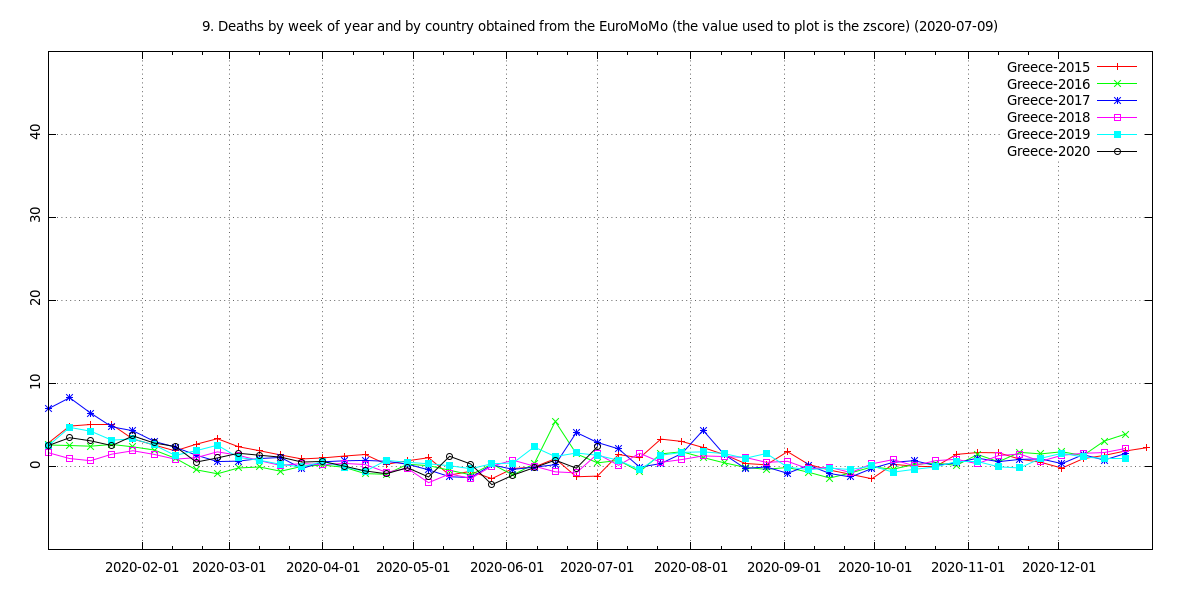 9. Deaths by week of year and by country obtained from the EuroMoMo (the value used to plot is the zscore) (2020-07-09)
Greece-2015
Greece-2016
Greece-2017
Greece-2018
Greece-2019
Greece-2020
40
30
20
10
0
2020-02-01 2020-03-01 2020-04-01 2020-05-01 2020-06-01 2020-07-01 2020-08-01 2020-09-01 2020-10-01 2020-11-01 2020-12-01